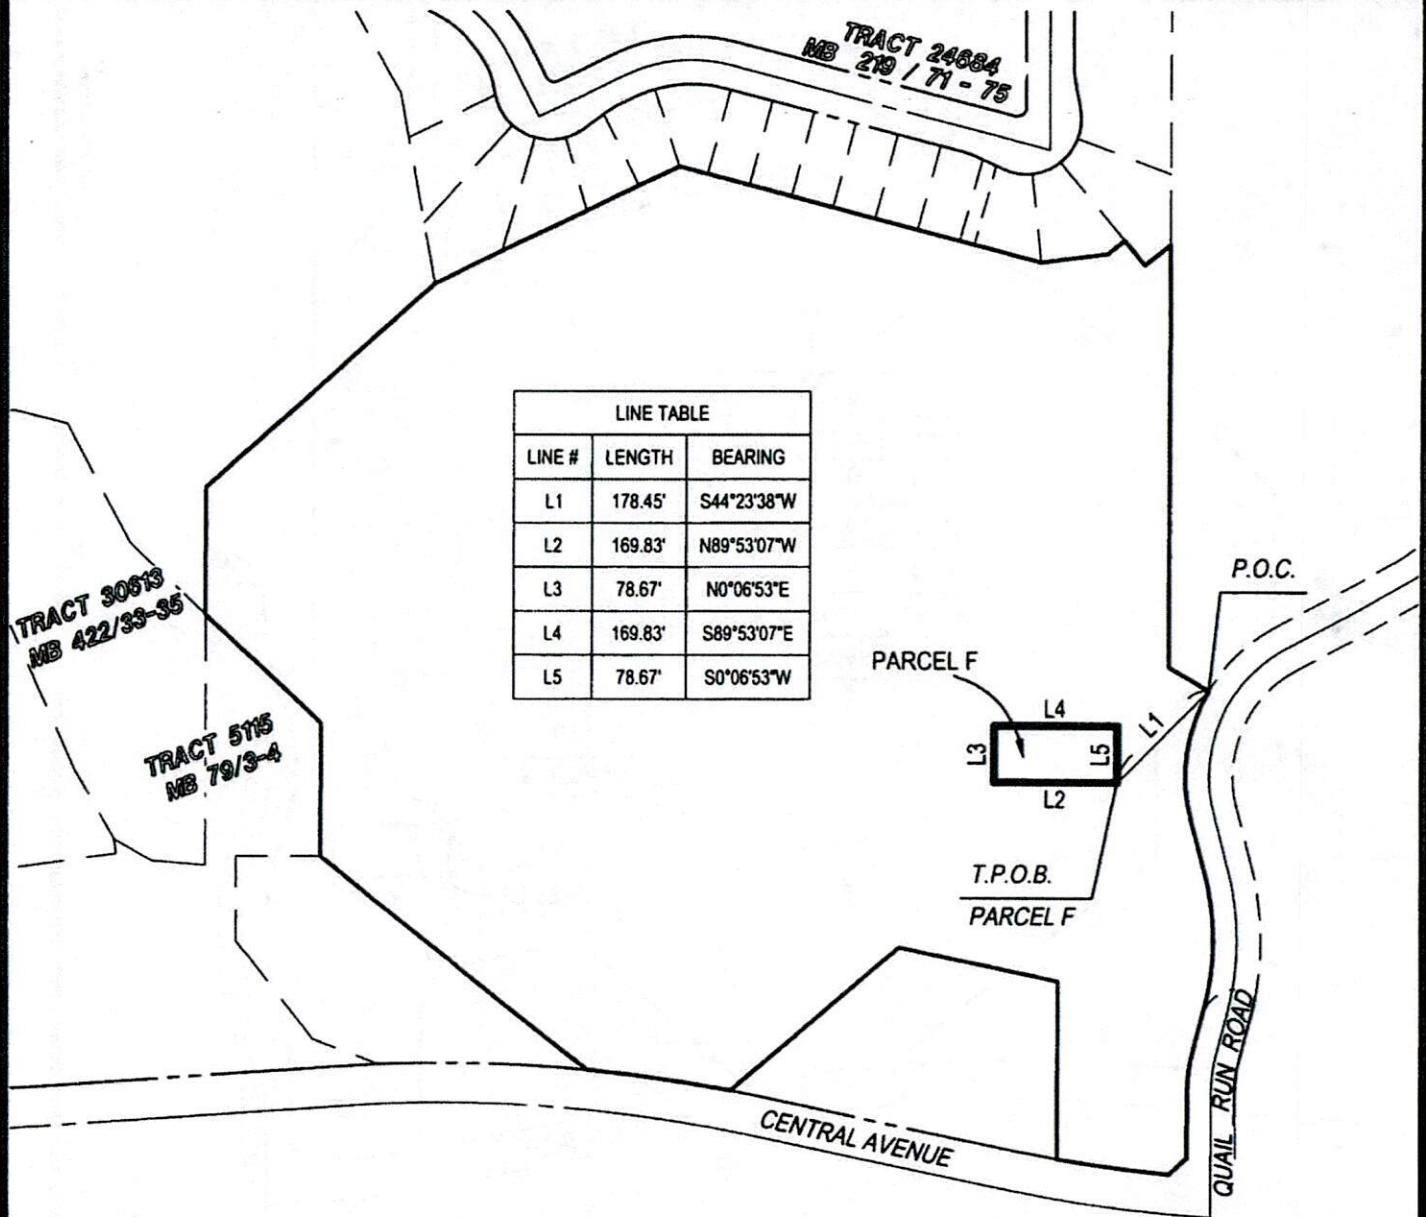 TRACT 24684
MB 219 / 71 - 75
LINE TABLE
LINE # LENGTH BEARING
L1 178.45' S44°23'38"W
L2 169.83' N89°53'07"W
L3 78.67' N0°06'53"E
L4 169.83' S89°53'07"E
L5 78.67' S0°06'53"W
P.O.C.
TRACT 30613
MB 422/33-35
PARCEL F
L4
L1
L3
L5
L2
TRACT 5115
MB 79/3-4
T.P.O.B.
PARCEL F
QUAIL RUN ROAD
CENTRAL AVENUE